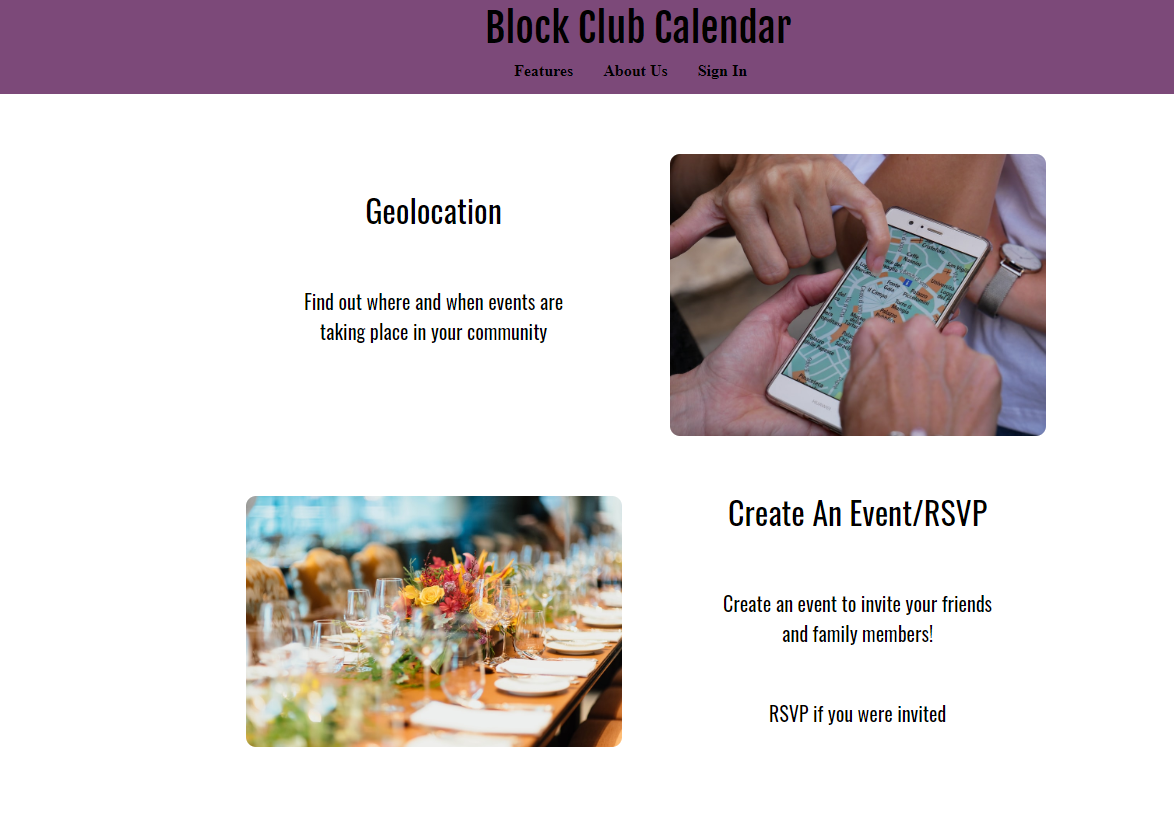 Block Club Calendar
Features About Us Sign In
Geolocation
Find out where and when events are
taking place in your community
Il Campo
Create An Event/RSVP
Create an event to invite your friends
and family members!
RSVP if you were invited